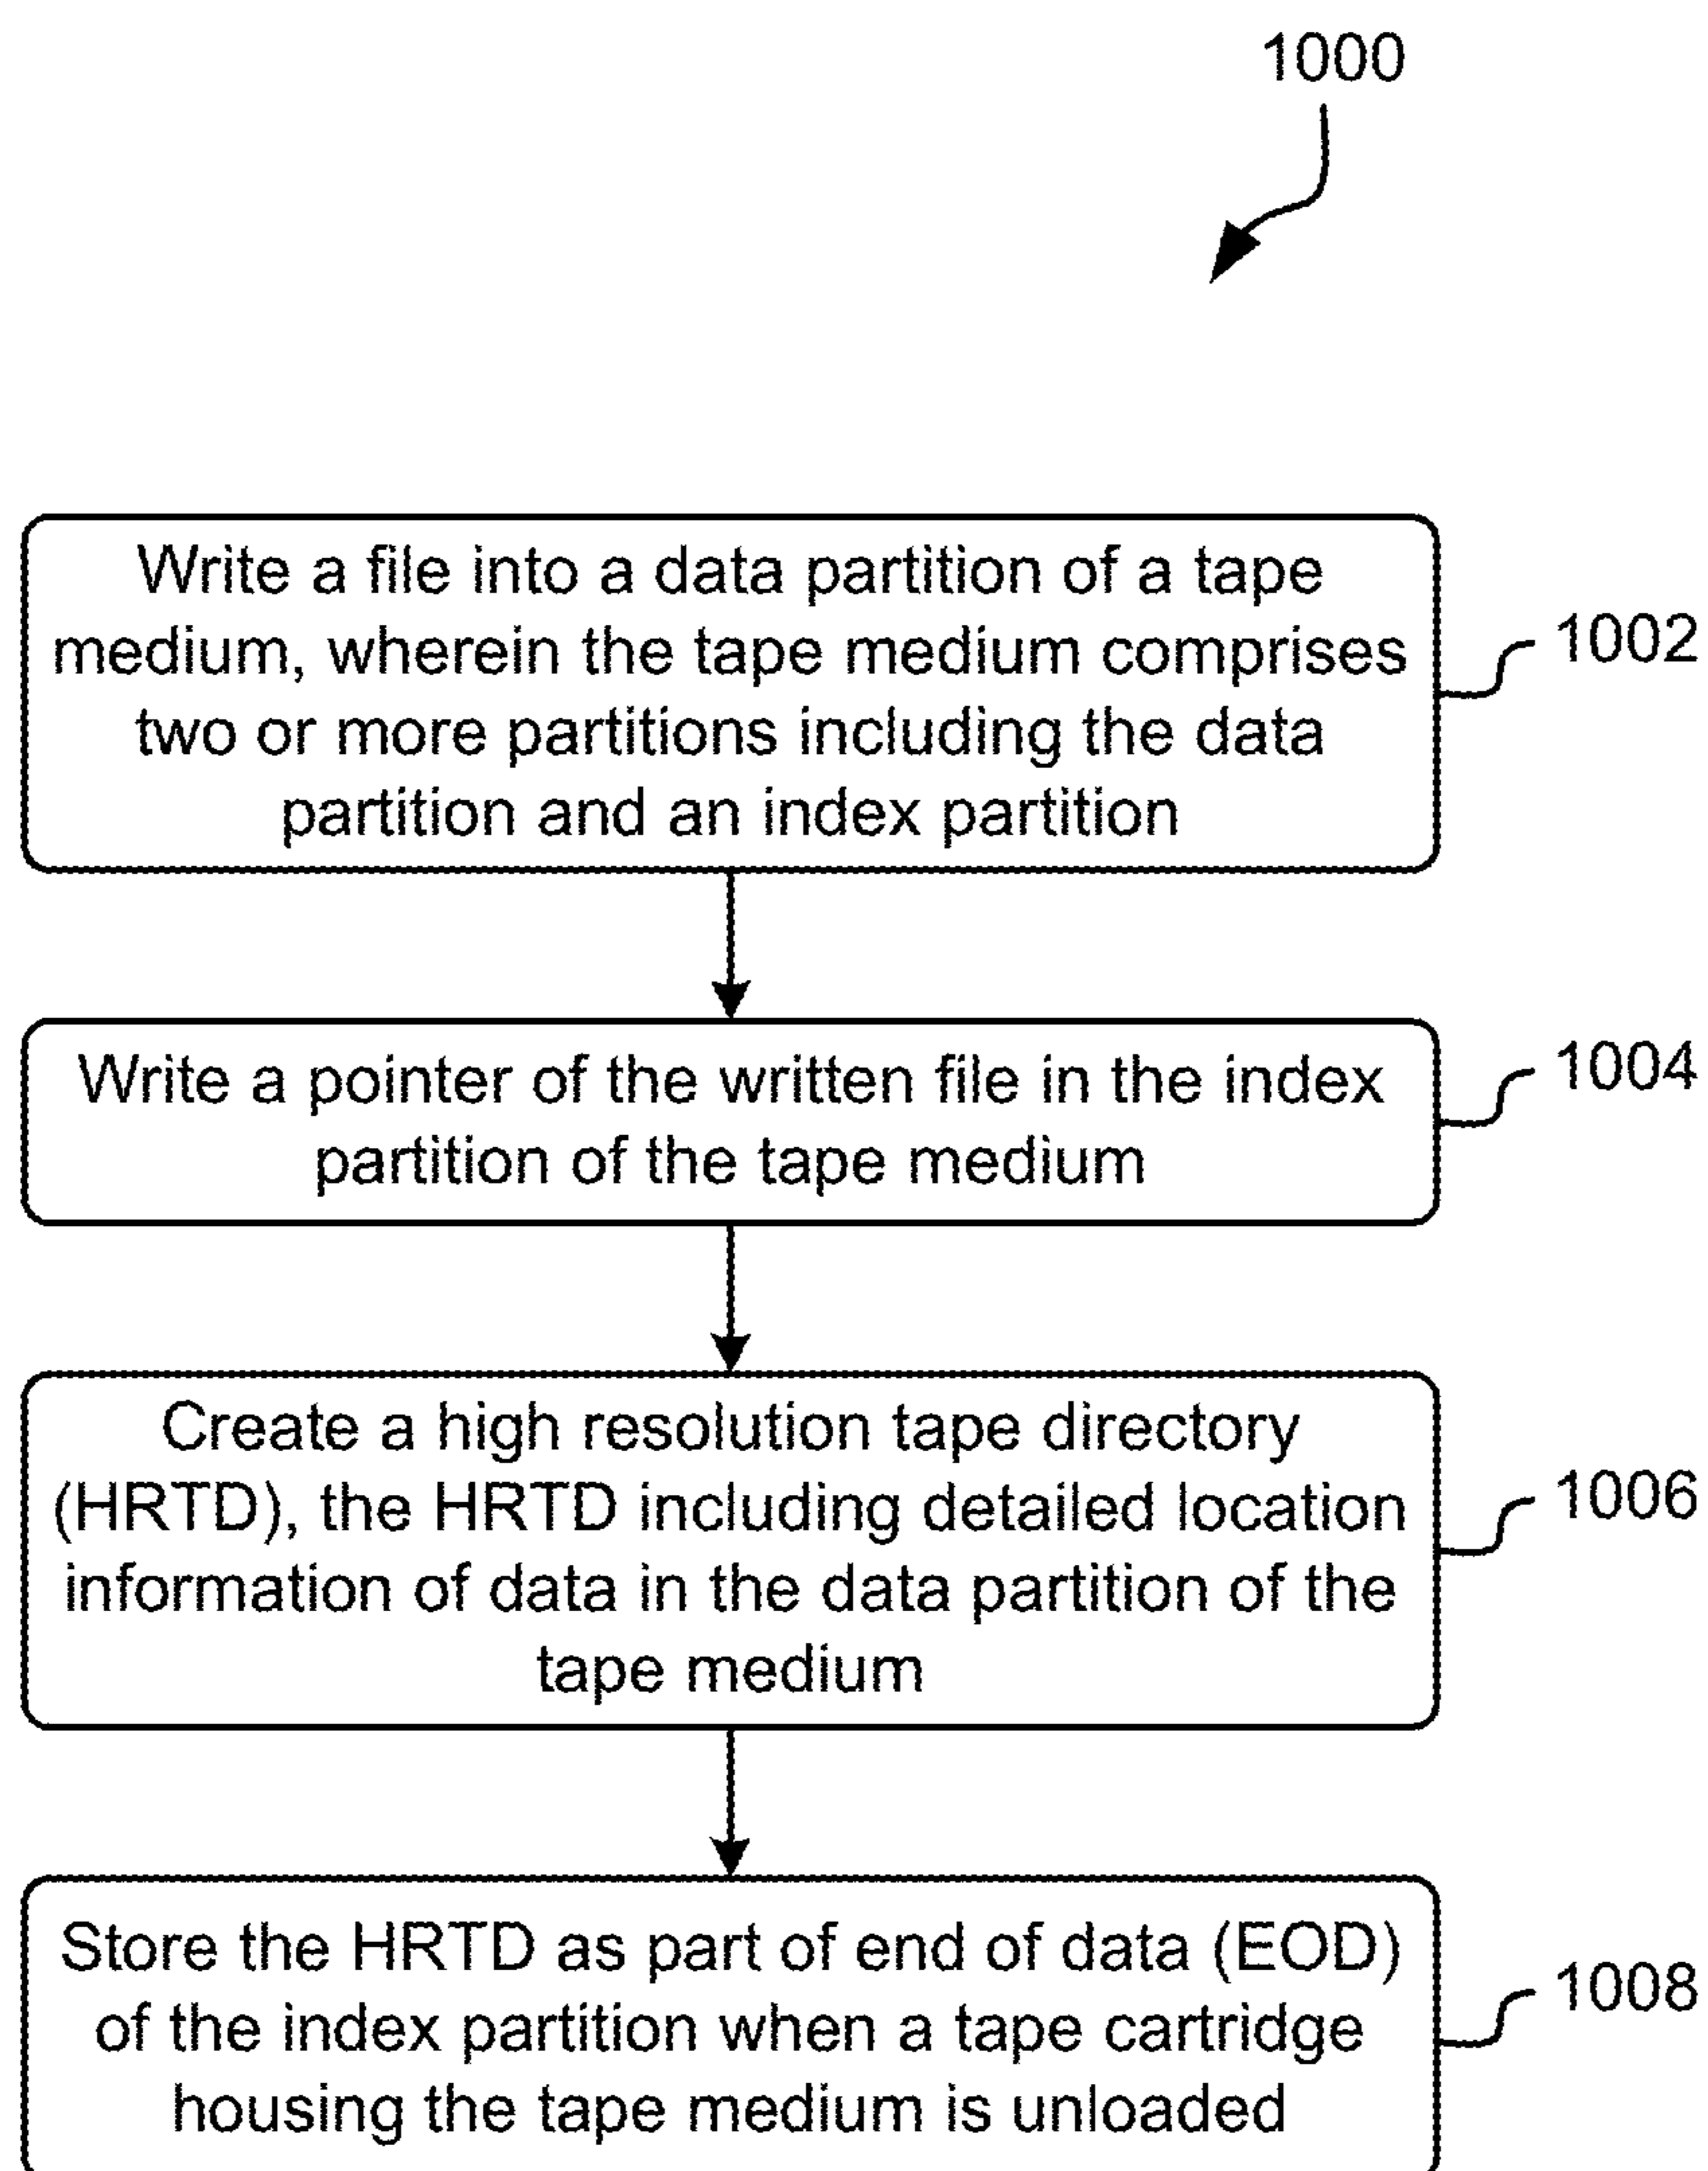 1000
Write a file into a data partition of a tape
medium, wherein the tape medium comprises
two or more partitions including the data
partition and an index partition
1002
Write a pointer of the written file in the index
partition of the tape medium
1004
Create a high resolution tape directory
(HRTD), the HRTD including detailed location
information of data in the data partition of the
tape medium
1006
Store the HRTD as part of end of data (EOD)
of the index partition when a tape cartridge
housing the tape medium is unloaded
1008